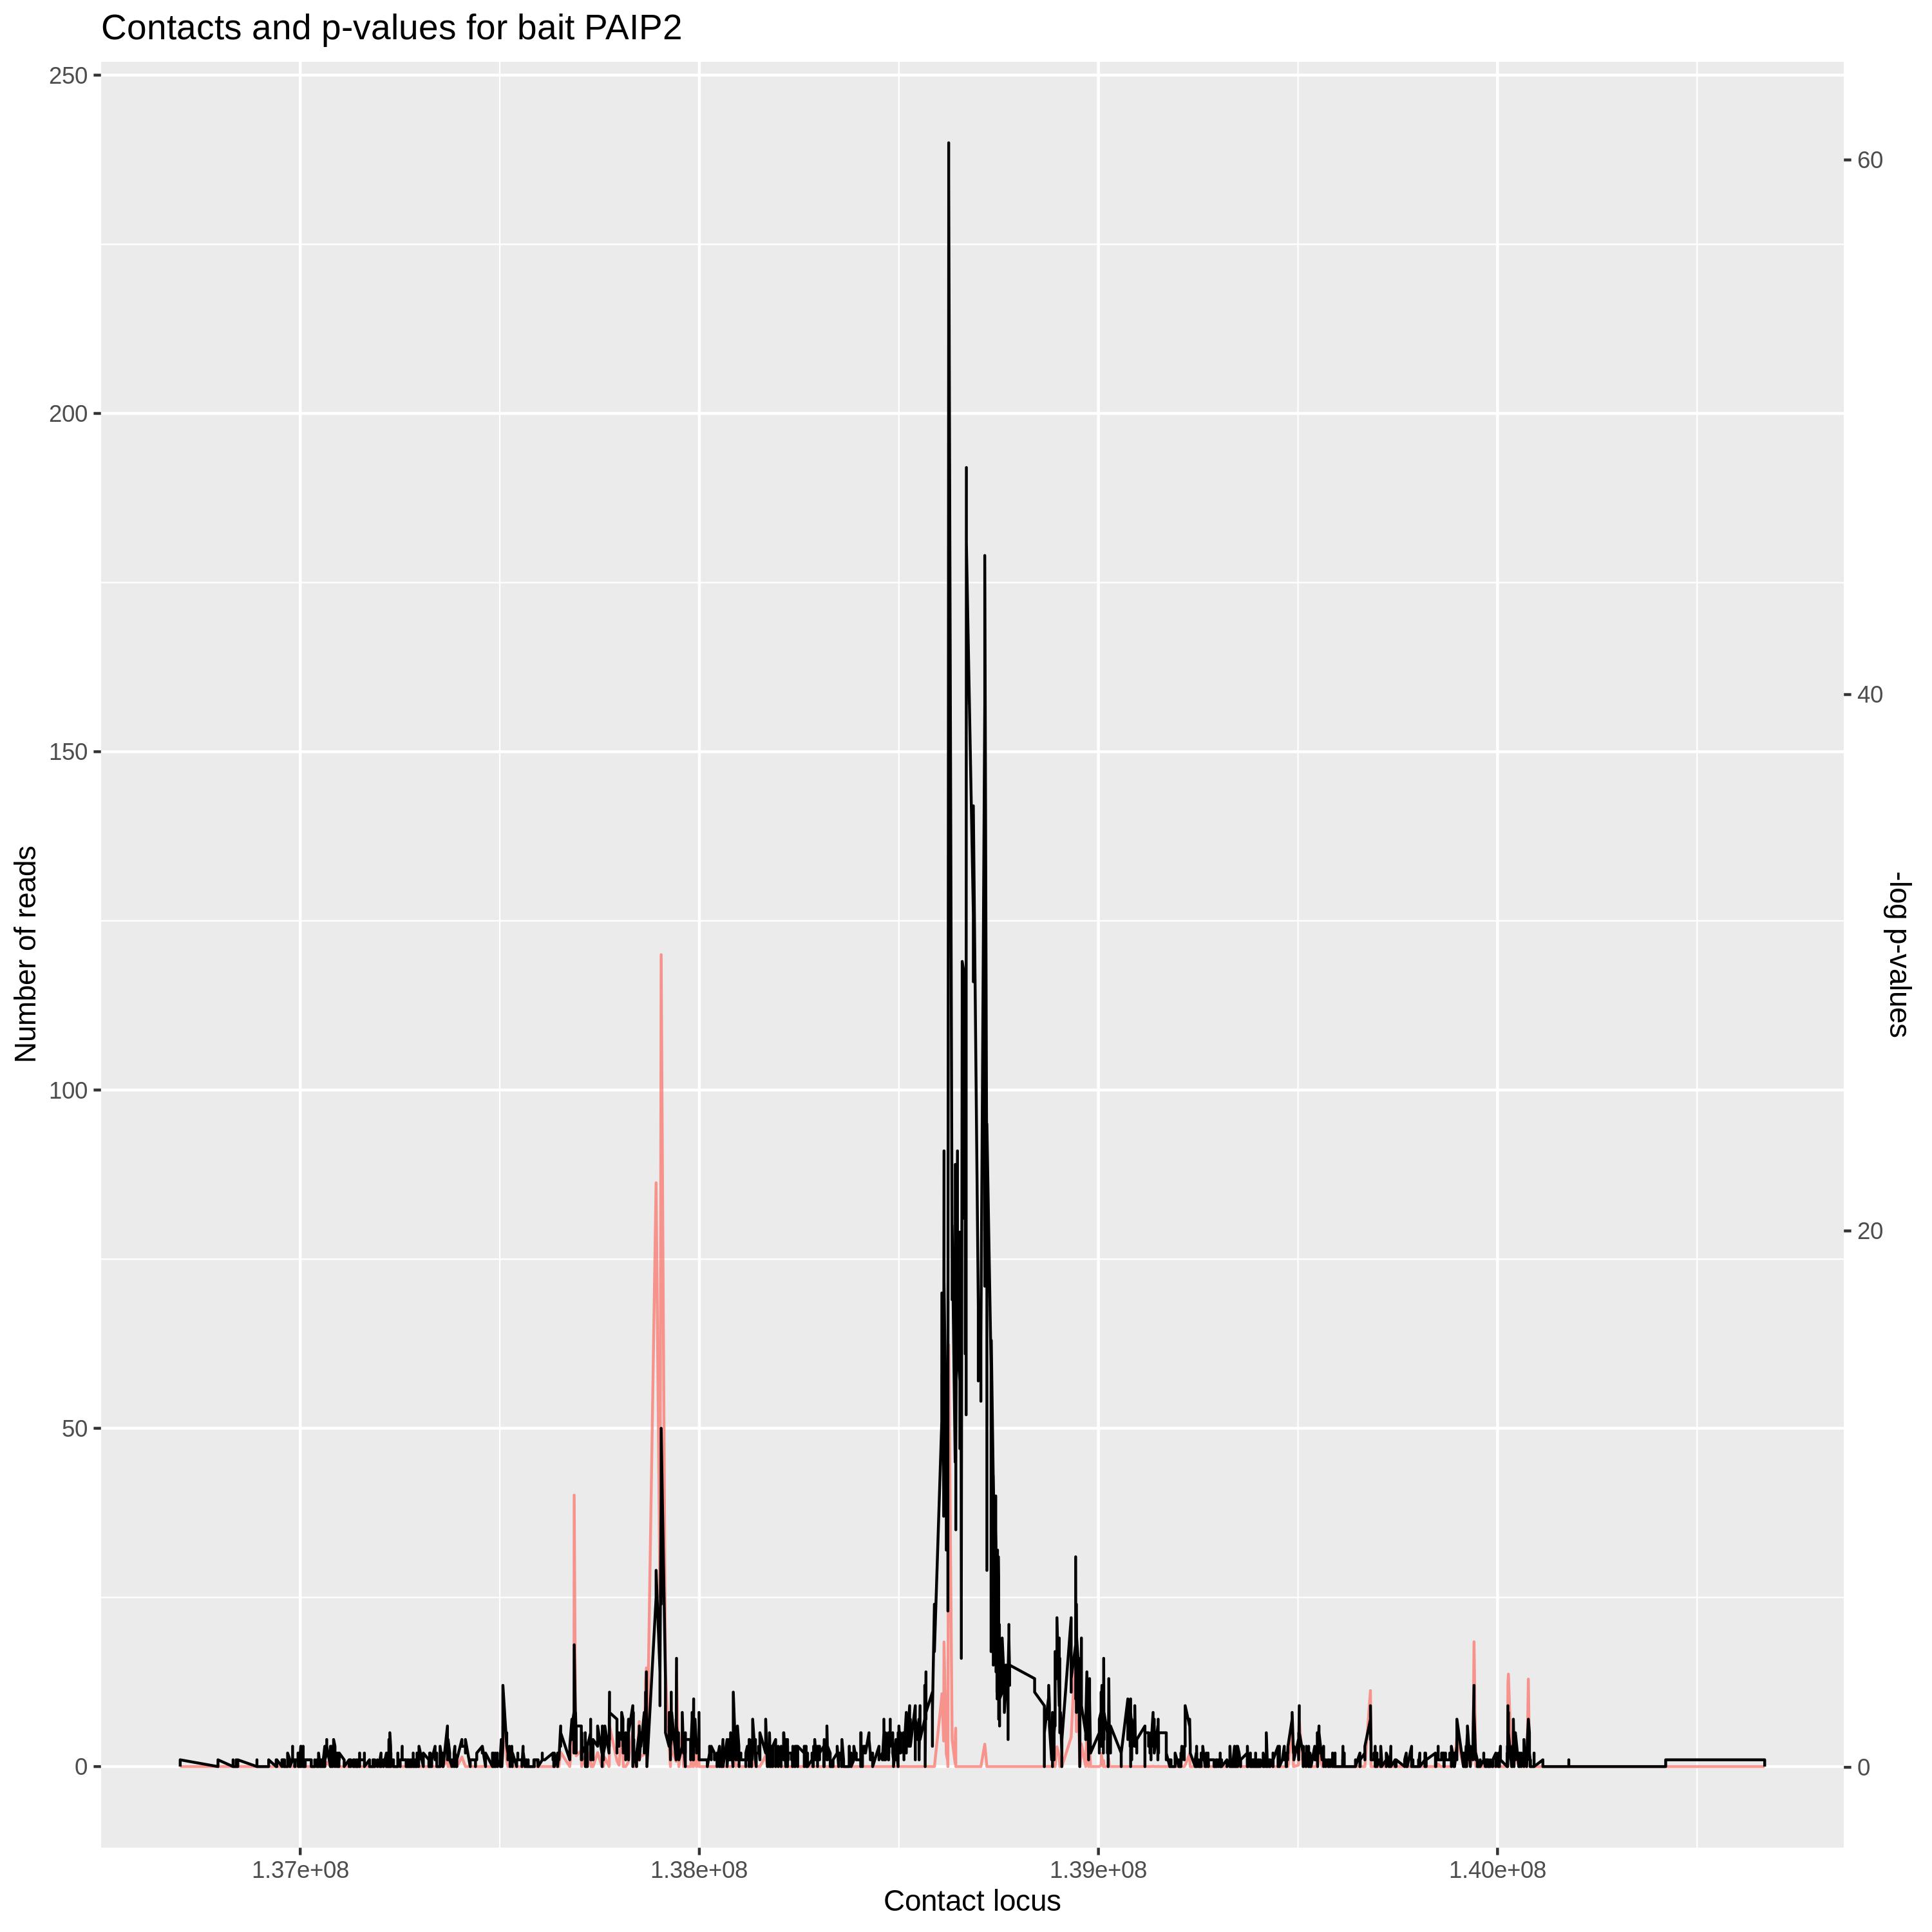 Contacts and p-values for bait PAIP2
250
200
150
100
50
0
Number of reads
60
40
20
0
-log p-values
1.37e+08
1.38e+08
1.39e+08
1.40e+08
Contact locus